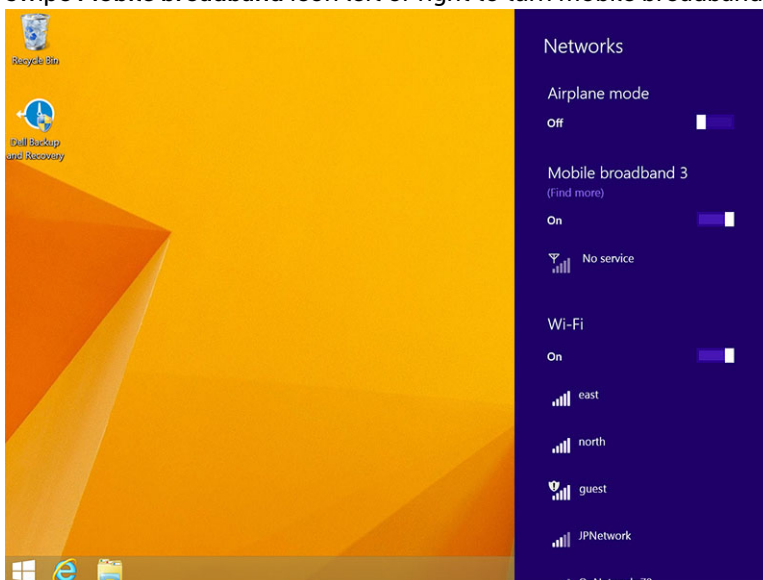 Recycle Bin
Dell Backup
and Recovery
Networks
Airplane mode
Off
Mobile broadband 3
(Find more)
On
No service
Wi-Fi
On
east
north
guest
JPNetwork